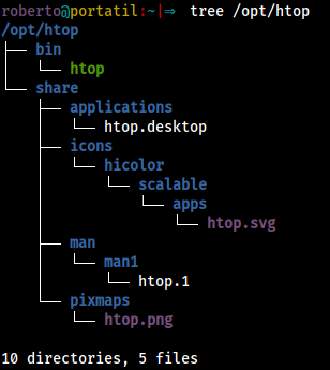 roberto@portatil:~|⇒  tree /opt/htop
/opt/htop
├── bin
│   └── htop
└── share
    ├── applications
    │   └── htop.desktop
    ├── icons
    │   └── hicolor
    │       └── scalable
    │           └── apps
    │               └── htop.svg
    ├── man
    │   └── man1
    │       └── htop.1
    └── pixmaps
        └── htop.png

10 directories, 5 files